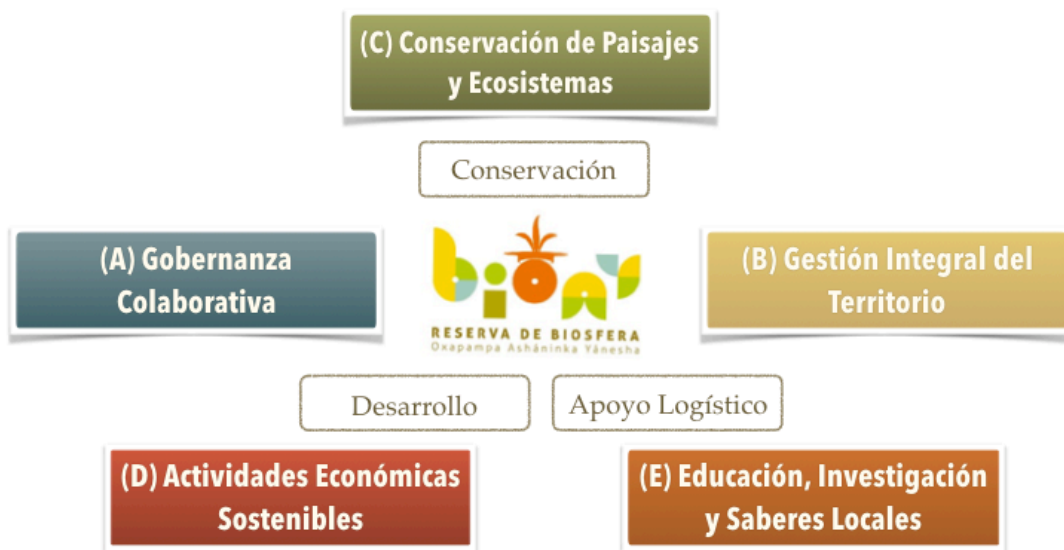 (C) Conservación de Paisajes
y Ecosistemas
Conservación
(A) Gobernanza
Colaborativa
bioay
RESERVA DE BIOSFERA
Oxapampa Asháninka Yánesha
(B) Gestión Integral del
Territorio
Desarrollo
Apoyo Logístico
(D) Actividades Económicas
Sostenibles
(E) Educación, Investigación
y Saberes Locales